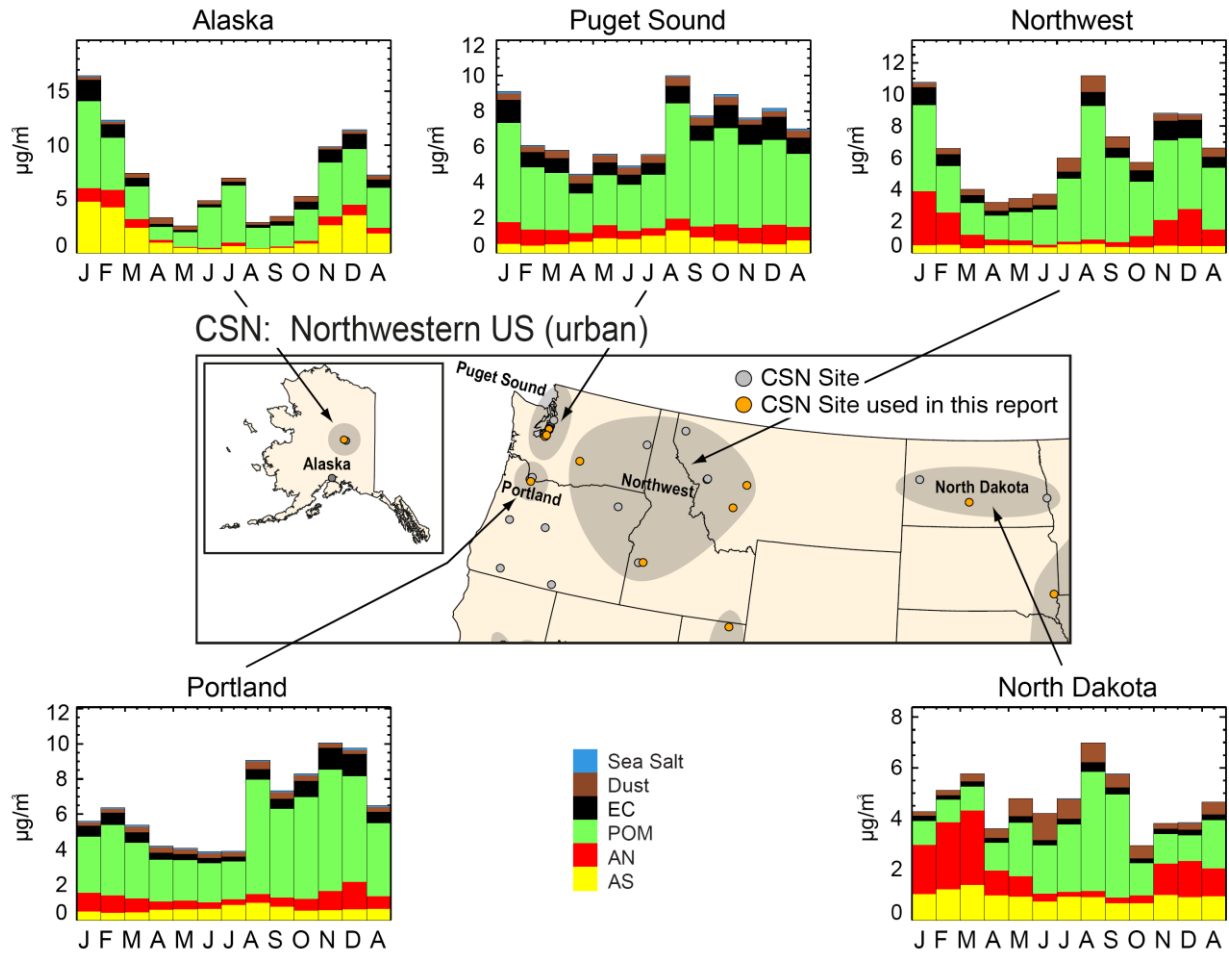 Alaska
Puget Sound
Northwest
15
10
5
0
µg/m³
J F M A M J J A S O N D A
12
10
8
6
4
2
0
µg/m³
J F M A M J J A S O N D A
12
10
8
6
4
2
0
µg/m³
J F M A M J J A S O N D A
CSN: Northwestern US (urban)
Puget Sound
CSN Site
CSN Site used in this report
Alaska
Portland
Northwest
North Dakota
Portland
North Dakota
12
10
8
6
4
2
0
µg/m³
J F M A M J J A S O N D A
Sea Salt
Dust
EC
POM
AN
AS
8
6
4
2
0
µg/m³
J F M A M J J A S O N D A